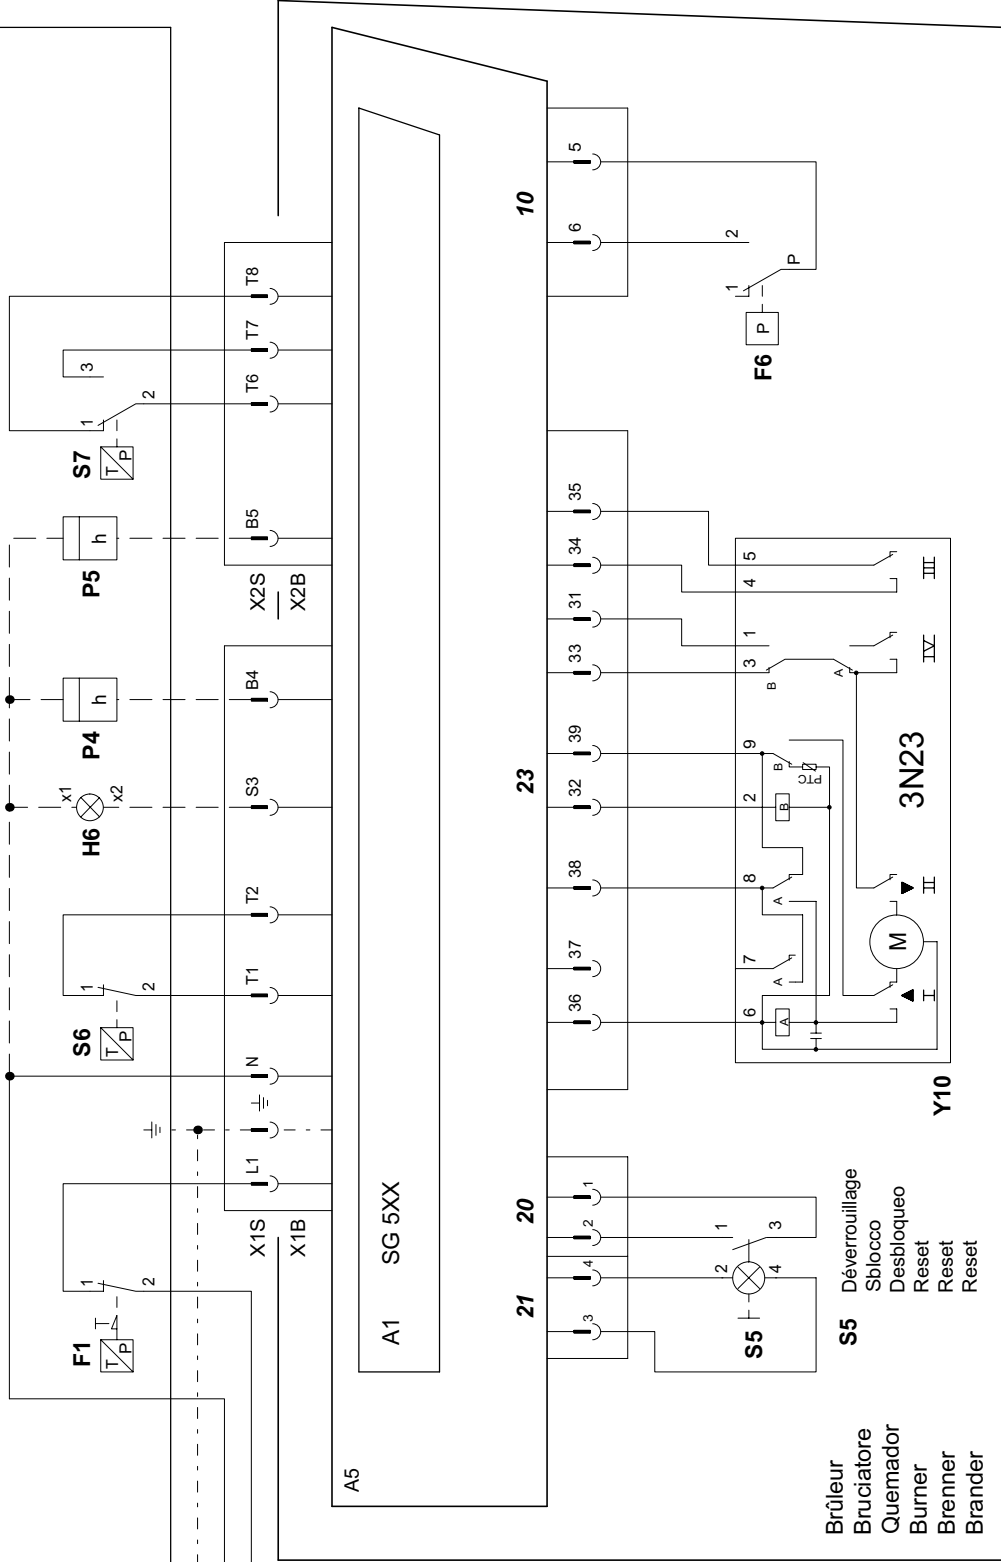 F1
T
P
1
2
S6
T
P
1
2
H6
x1
x2
P4
h
P5
h
S7
T
P
1
2
3
X1S
X1B
L1
N
T1
T2
S3
B4
X2S
X2B
B5
T6
T7
T8
A5
A1
SG 5XX
21
20
23
10
3
4
2
1
36
37
38
32
39
33
31
34
35
6
5
S5
2
4
1
3
6
7
8
2
9
3
1
4
5
A
A
A
B
B
PTC
B
A
M
I
II
IV
III
3N23
Y10
F6
P
1
2
P
S5
Déverrouillage
Sblocco
Desbloqueo
Reset
Reset
Reset
Brûleur
Bruciatore
Quemador
Burner
Brenner
Brander